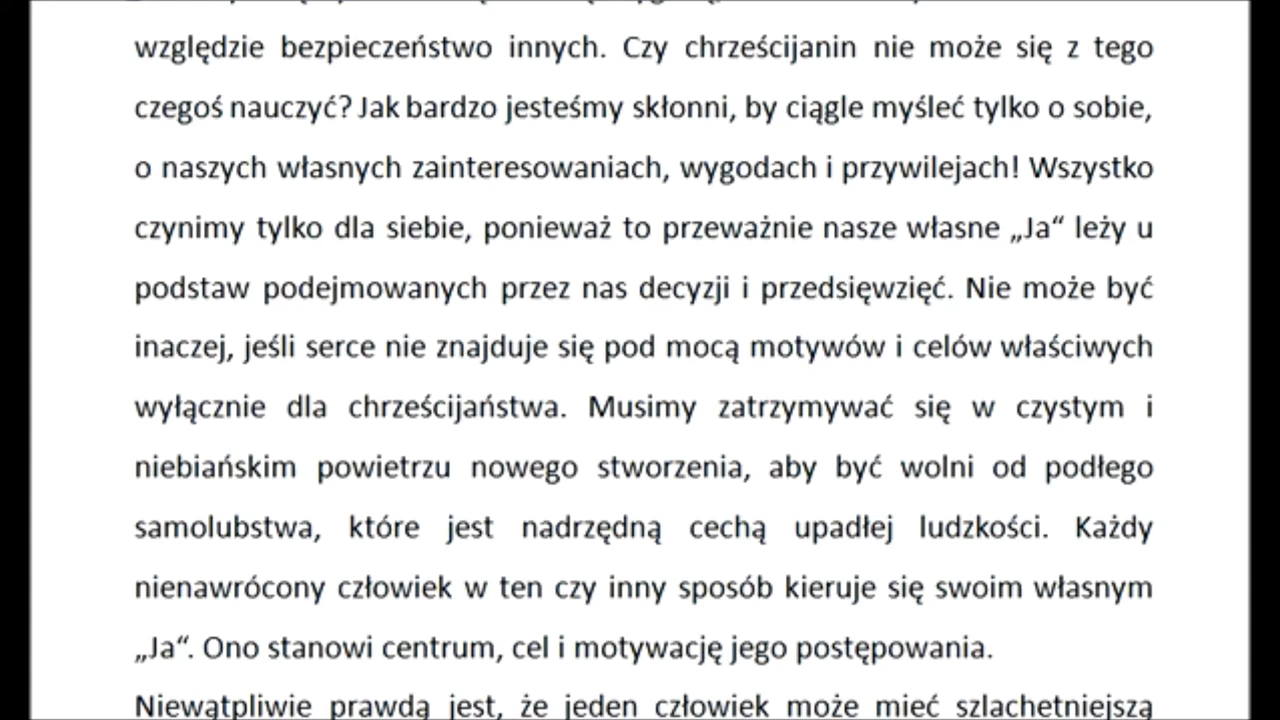 względzie bezpieczeństwo innych. Czy chrześcijanin nie może się z tego
czegoś nauczyć? Jak bardzo jesteśmy skłonni, by ciągle myśleć tylko o sobie,
o naszych własnych zainteresowaniach, wygodach i przywilejach! Wszystko
czynimy tylko dla siebie, ponieważ to przeważnie nasze własne „Ja“ leży u
podstaw podejmowanych przez nas decyzji i przedsięwzięć. Nie może być
inaczej, jeśli serce nie znajduje się pod mocą motywów i celów właściwych
wyłącznie dla chrześcijaństwa. Musimy zatrzymywać się w czystym i
niebiańskim powietrzu nowego stworzenia, aby być wolni od podłego
samolubstwa, które jest nadrzędną cechą upadłej ludzkości. Każdy
nienawrócony człowiek w ten czy inny sposób kieruje się swoim własnym
„Ja“. Ono stanowi centrum, cel i motywację jego postępowania.
Niewątpliwie prawdą jest, że jeden człowiek może mieć szlachetniejszą